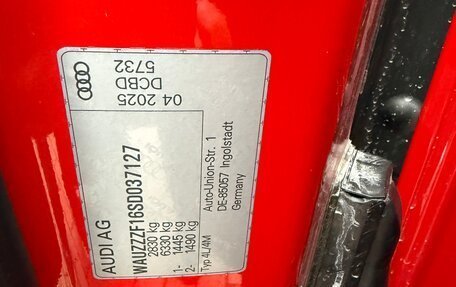 AUDI AG
WAUZZZF16SD037127
2830 kg
6330 kg
1- 1445 kg
2- 1490 kg
Typ 4L/4M
Auto-Union-Str. 1
DE-85057 Ingolstadt
Germany
04 2025
DCBD
5732